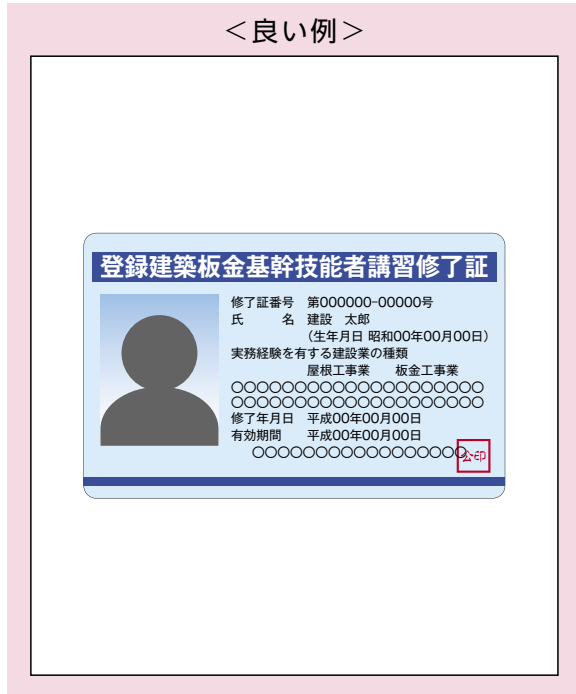 ＜良い例＞
登録建築板金基幹技能者講習修了証
修了証番号　第000000-00000号
氏　　　名　建設　太郎
（生年月日 昭和00年00月00日）
実務経験を有する建設業の種類
屋根工事業　　板金工事業
○○○○○○○○○○○○○○○○○○○○
○○○○○○○○○○○○○○○○○○○○
修了年月日　平成00年00月00日
有効期間　　平成00年00月00日
○○○○○○○○○○○○○○○○○
公印